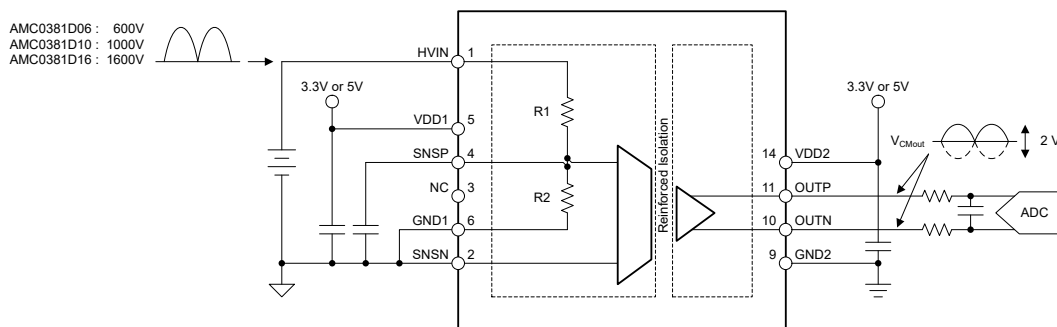 AMC0381D06 : 600V
AMC0381D10 : 1000V
AMC0381D16 : 1600V
HVIN
1
3.3V or 5V
VDD1
5
SNSP
4
NC
3
GND1
6
SNSN
2
R1
R2
Reinforced Isolation
3.3V or 5V
14
VDD2
11
OUTP
10
OUTN
9
GND2
VCMout
2 V
ADC